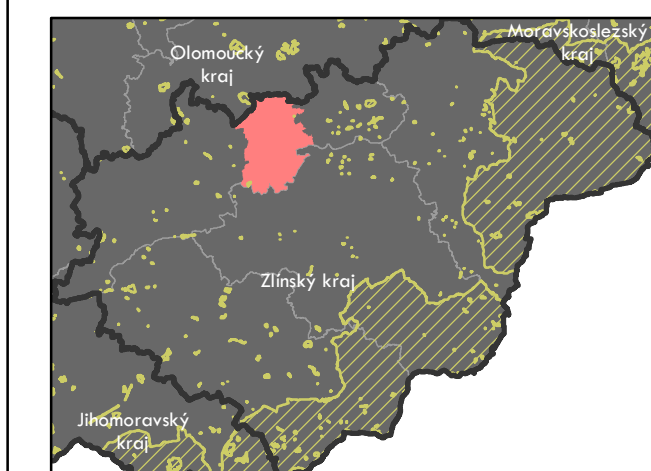 Moravskoslezský
kraj
Olomoucký
kraj
Zlínský kraj
Jihomoravský
kraj